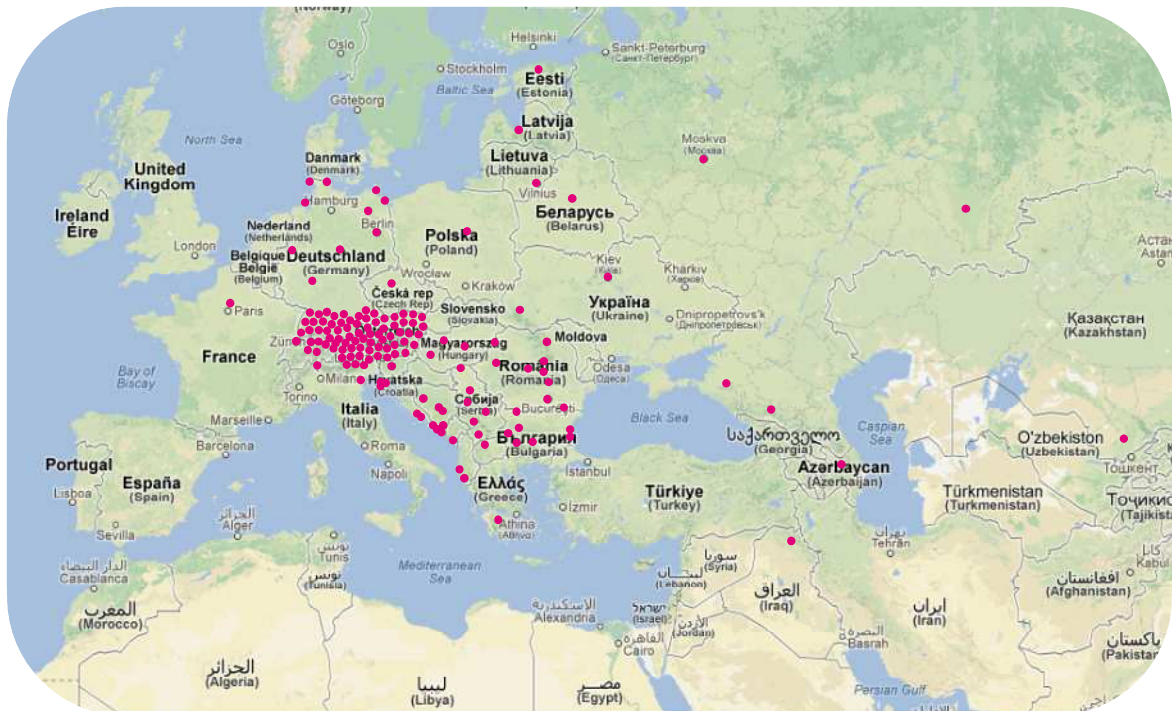 (Norway)
Oslo
Helsinki
Sankt-Peterburg
(Санкт-Петербург)
Stockholm
Eesti
(Estonia)
Baltic Sea
Göteborg
Latvija
(Latvia)
North Sea
Moskva
(Москва)
Danmark
(Denmark)
Lietuva
(Lithuania)
United
Kingdom
Vilnius
Hamburg
Беларусь
(Belarus)
Ireland
Éire
Nederland
(Netherlands)
Berlin
London
Polska
(Poland)
Belgique
België
(Belgium)
Deutschland
(Germany)
Астана
Astana
Kiev
(Київ)
Wrocław
Kharkiv
(Харків)
Česká rep
(Czech Rep)
Kraków
Paris
Slovensko
(Slovakia)
Україна
(Ukraine)
Dnipropetrovs'k
(Дніпропетровськ)
Қазақстан
(Kazakhstan)
France
Magyarország
(Hungary)
Moldova
Bay of
Biscay
Milano
România
(Romania)
Odesa
(Одеса)
Torino
Hrvatska
(Croatia)
Србија
(Serbia)
Bucureşti
Italia
(Italy)
Marseille
Black Sea
Caspian
Sea
საქართველო
(Georgia)
O'zbekiston
(Uzbekistan)
Roma
България
(Bulgaria)
Barcelona
Portugal
Napoli
İstanbul
Azərbaycan
(Azerbaijan)
Тошкент
España
(Spain)
Ελλάς
(Greece)
Türkiye
(Turkey)
Türkmenistan
(Turkmenistan)
Lisboa
İzmir
Sevilla
الجزائر
Alger
Athina
(Αθήνα)
تونس
Tunis
تهران
Tehrān
الدار البيضاء
Casablanca
Mediterranean
Sea
سوريا
(Syria)
کابل
Kabul
تونس
(Tunisia)
لبنان
(Lebanon)
افغانستان
(Afghanistan)
المغرب
(Morocco)
الإسكندرية
Alexandria
ישראל
(Israel)
العراق
(Iraq)
ایران
(Iran)
الأردن
(Jordan)
القاهرة
Cairo
البصرة
Basrah
پاکستان
(Pakistan
الجزائر
(Algeria)
ليبيا
(Libya)
مصر
(Egypt)
Persian Gulf